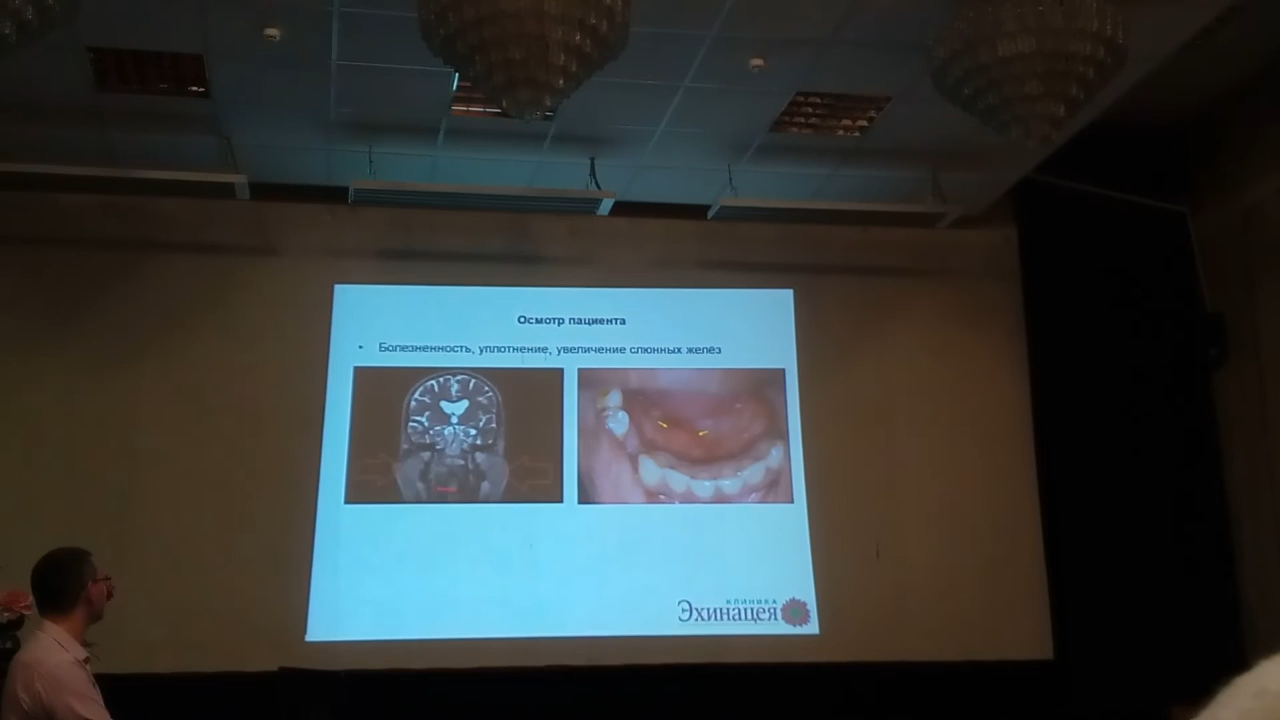 Осмотр пациента
• Болезненность, уплотнение, увеличение слюнных желёз
КЛИНИКА
Эхинацея